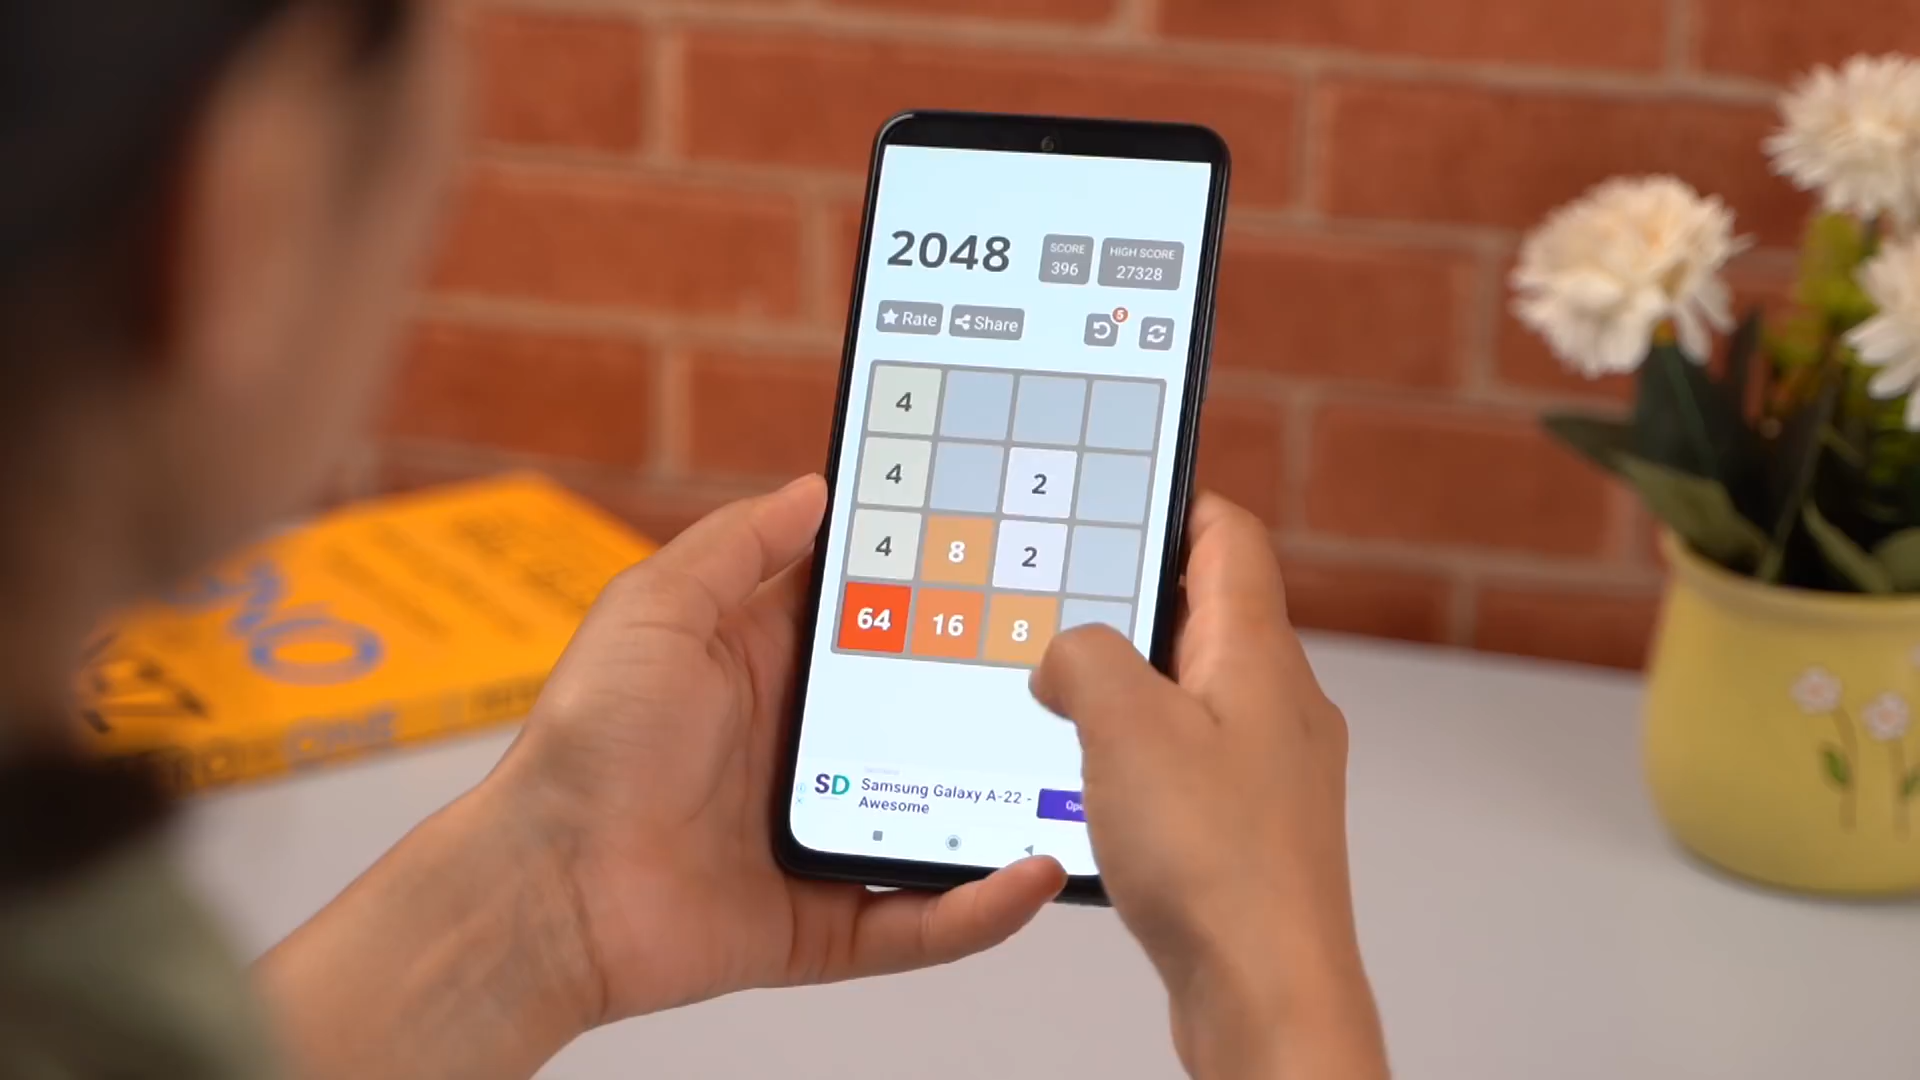 2048
SCORE
396
HIGH SCORE
27328
Rate
Share
5
4
4
2
4
8
2
64
16
8
SD
Samsung Galaxy A-22 -
Awesome